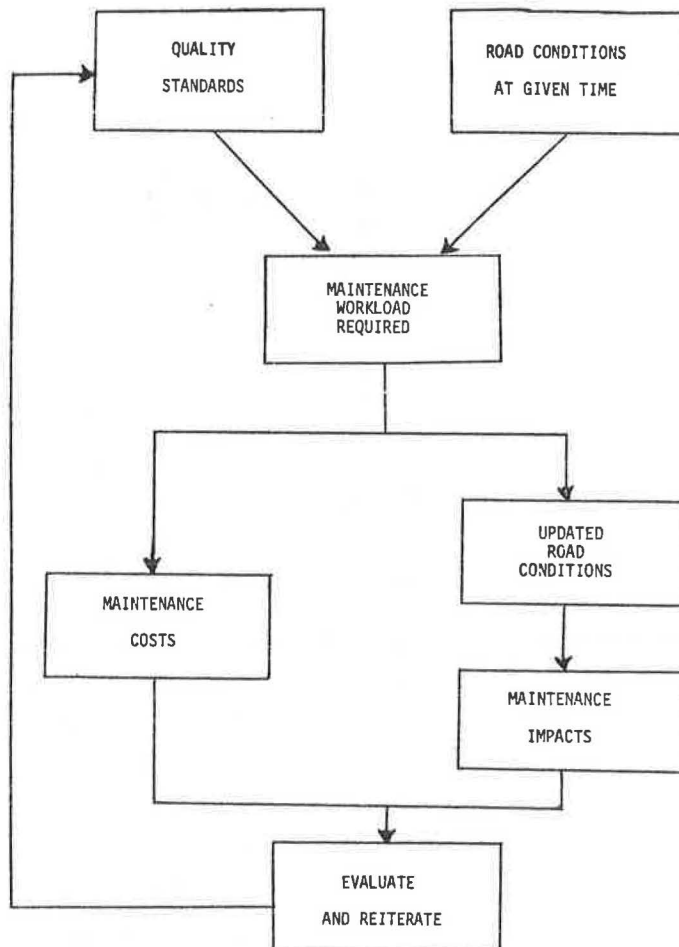 QUALITY
STANDARDS
ROAD CONDITIONS
AT GIVEN TIME
MAINTENANCE
WORKLOAD
REQUIRED
UPDATED
ROAD
CONDITIONS
MAINTENANCE
COSTS
MAINTENANCE
IMPACTS
EVALUATE
AND REITERATE